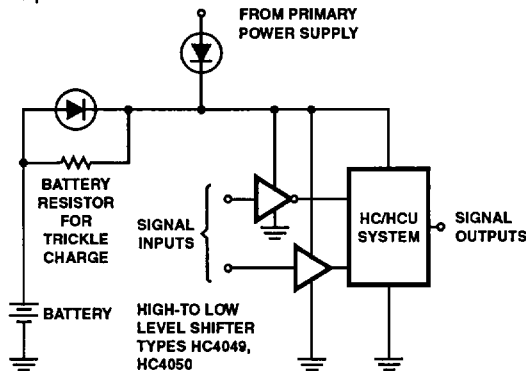 FROM PRIMARY
POWER SUPPLY
BATTERY
RESISTOR
FOR
TRICKLE
CHARGE
SIGNAL
INPUTS
HC/HCU
SYSTEM
SIGNAL
OUTPUTS
BATTERY
HIGH-TO LOW
LEVEL SHIFTER
TYPES HC4049,
HC4050